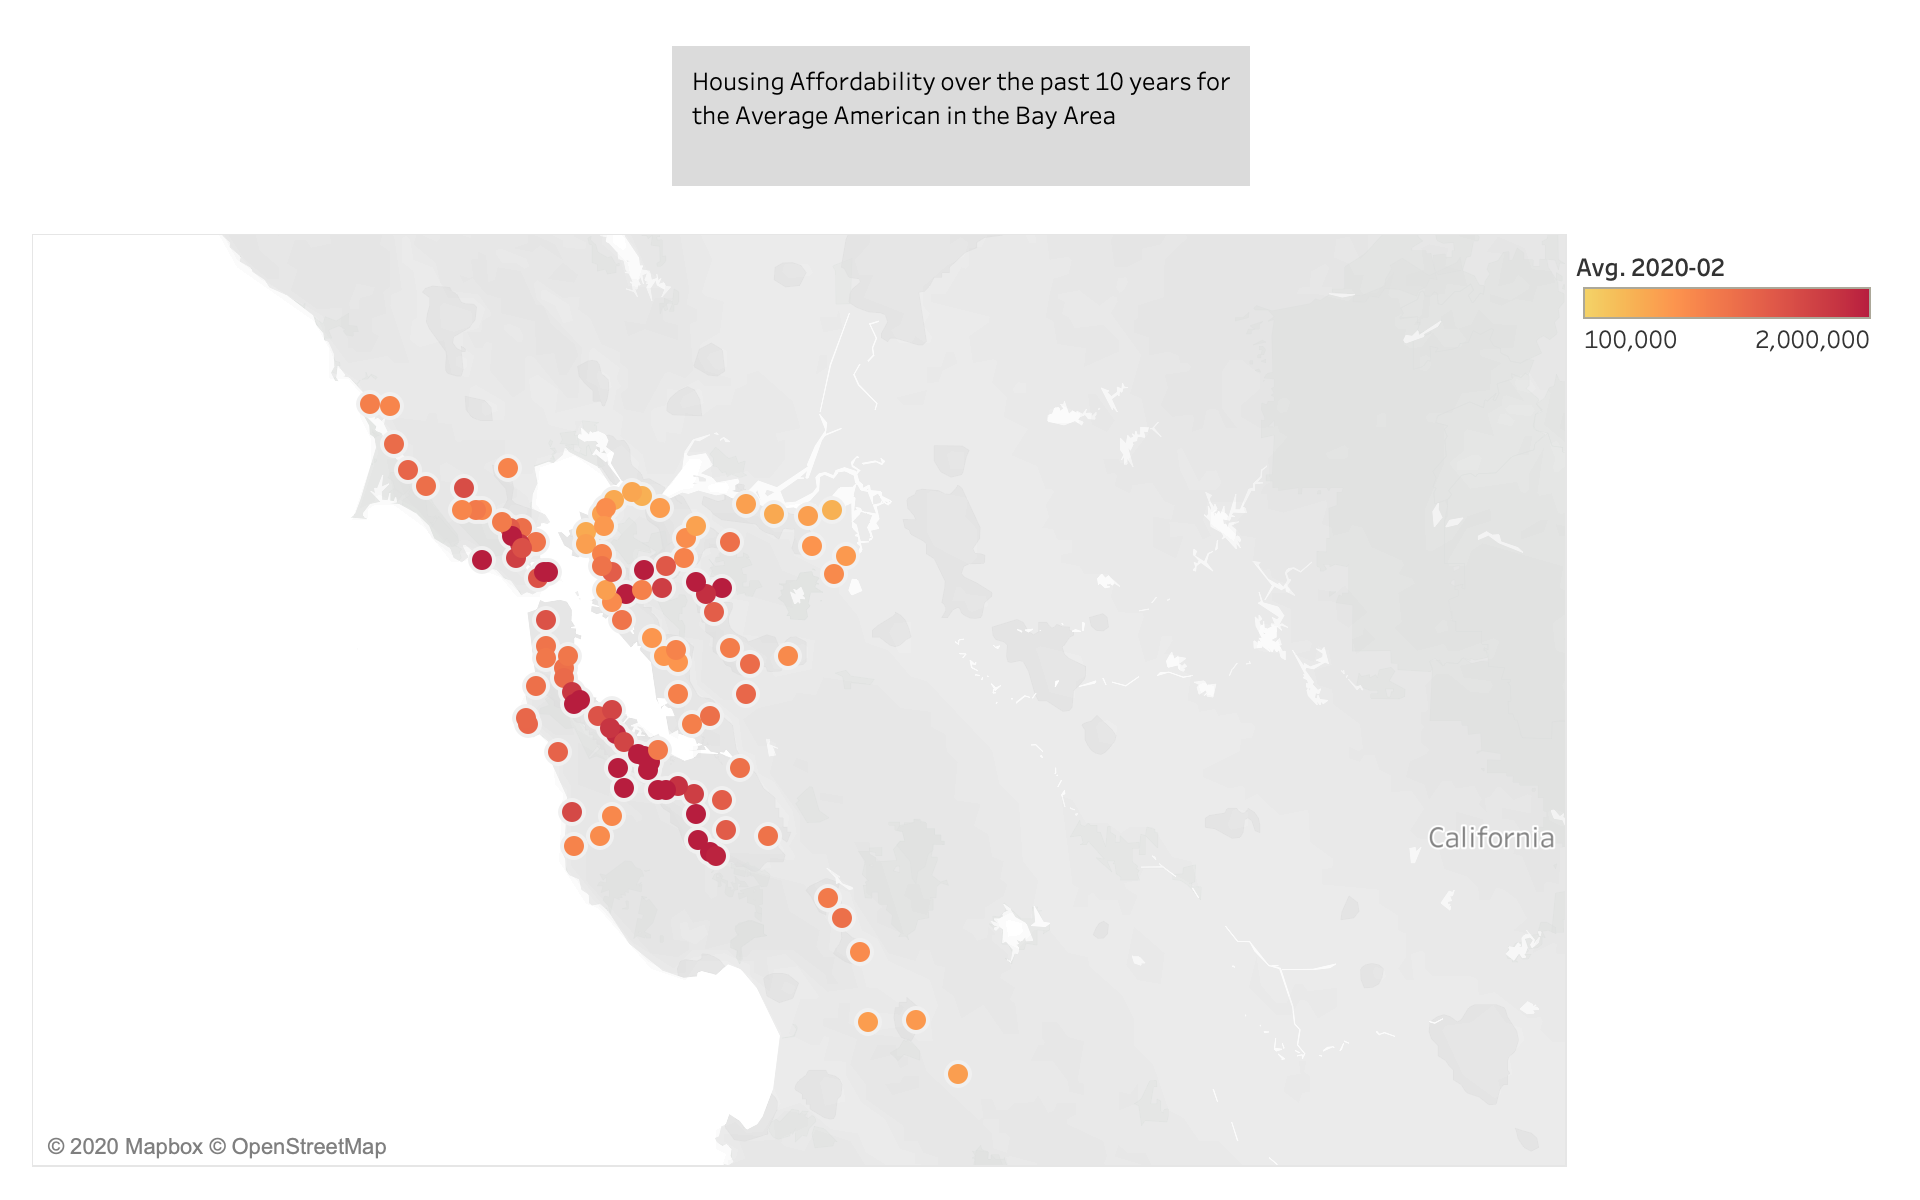 Housing Affordability over the past 10 years for
the Average American in the Bay Area
Avg. 2020-02
100,000 2,000,000
California
© 2020 Mapbox © OpenStreetMap